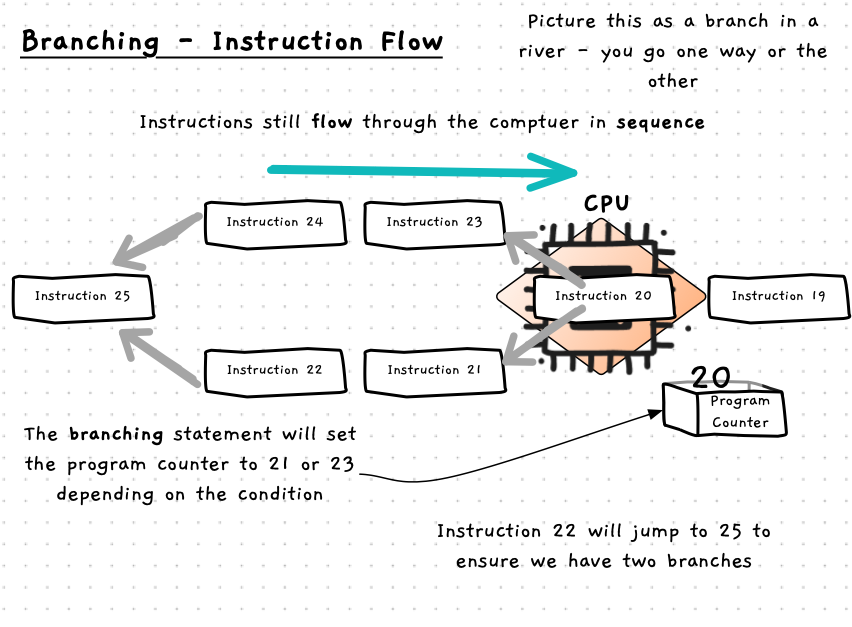 Branching - Instruction Flow
Picture this as a branch in a
river - you go one way or the
other
Instructions still flow through the comptuer in sequence
CPU
Instruction 24
Instruction 23
Instruction 25
Instruction 20
Instruction 19
Instruction 22
Instruction 21
20
Program
Counter
The branching statement will set
the program counter to 21 or 23
depending on the condition
Instruction 22 will jump to 25 to
ensure we have two branches